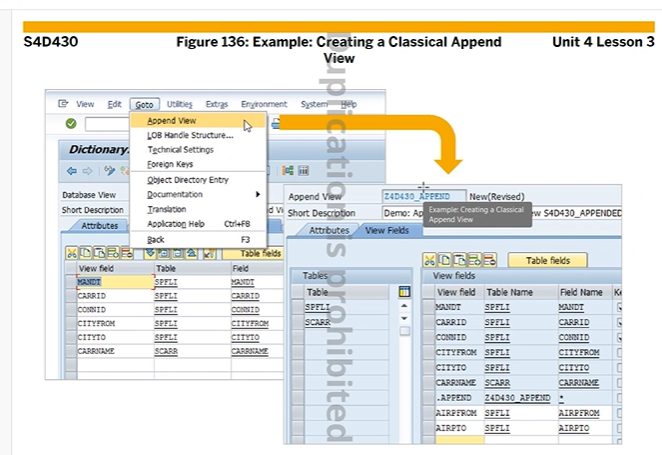 S4D430
Figure 136: Example: Creating a Classical Append View
Unit 4 Lesson 3
Duplication is prohibited
View Edit Goto Utilities Extras Environment System Help
Append View
LOB Handle Structure...
Technical Settings
Foreign Keys
Object Directory Entry
Documentation
Translation
Application Help Ctrl+F8
Back F3
Dictionary:
Database View
Short Description
Attributes
Table fields
View field Table Field
MANDT SPFLI MANDT
CARRID SPFLI CARRID
CONNID SPFLI CONNID
CITYFROM SPFLI CITYFROM
CITYTO SPFLI CITYTO
CARRNAME SCARR CARRNAME
Append View Z4D430_APPEND New(Revised)
Short Description Demo: Ap w S4D430_APPENDED
Example: Creating a Classical
Append View
Attributes View Fields
Table fields
Tables
Table
SPFLI
SCARR
View fields
View field Table Name Field Name Ke
MANDT SPFLI MANDT
CARRID SPFLI CARRID
CONNID SPFLI CONNID
CITYFROM SPFLI CITYFROM
CITYTO SPFLI CITYTO
CARRNAME SCARR CARRNAME
.APPEND Z4D430_APPEND *
AIRPFROM SPFLI AIRPFROM
AIRPTO SPFLI AIRPTO